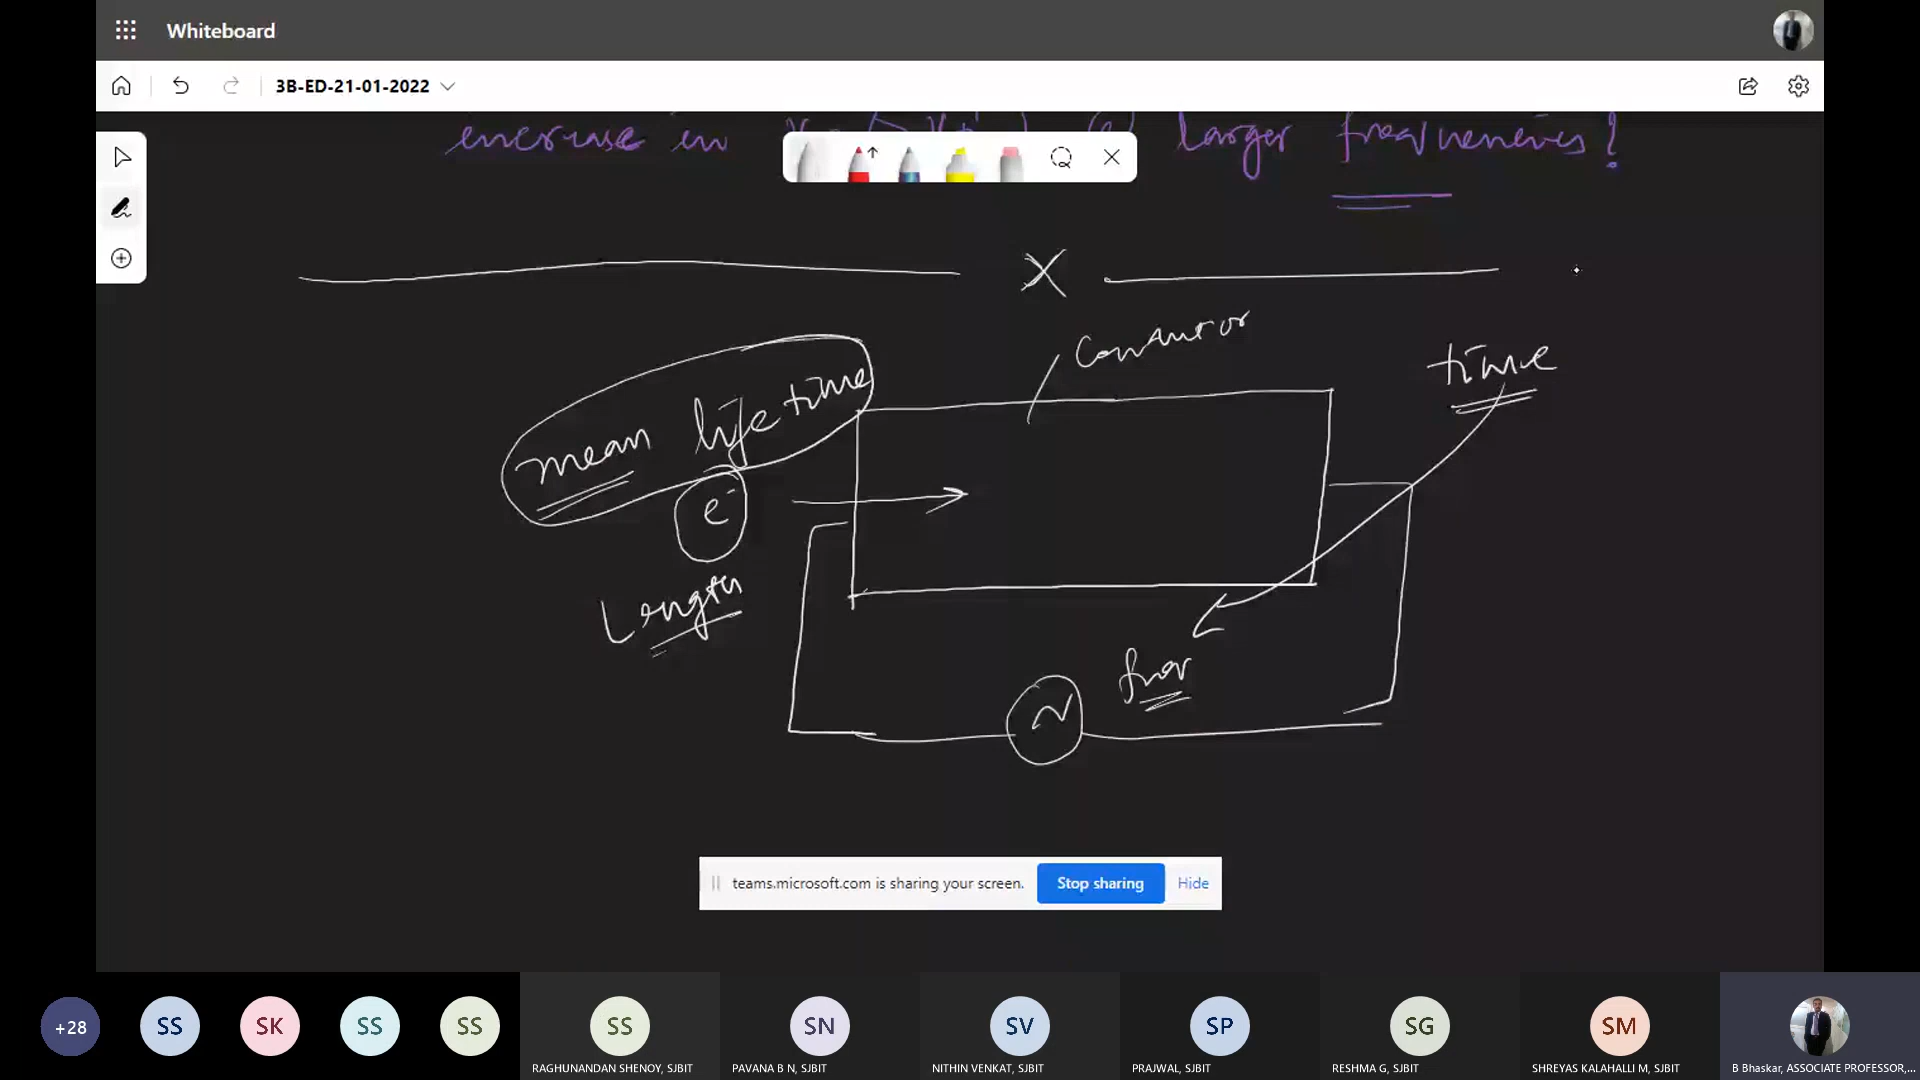 Whiteboard
3B-ED-21-01-2022
increase in
larger frequencies?
X
Conductor
time
mean life time
e-
Length
teams.microsoft.com is sharing your screen.
Stop sharing
Hide
+28
SS
SK
SS
SS
SS
SN
SV
SP
SG
SM
RAGHUNANDAN SHENOY, SJBIT
PAVANA B N, SJBIT
NITHIN VENKAT, SJBIT
PRAJWAL, SJBIT
RESHMA G, SJBIT
SHREYAS KALAHALLI M, SJBIT
B Bhaskar, ASSOCIATE PROFESSOR,...